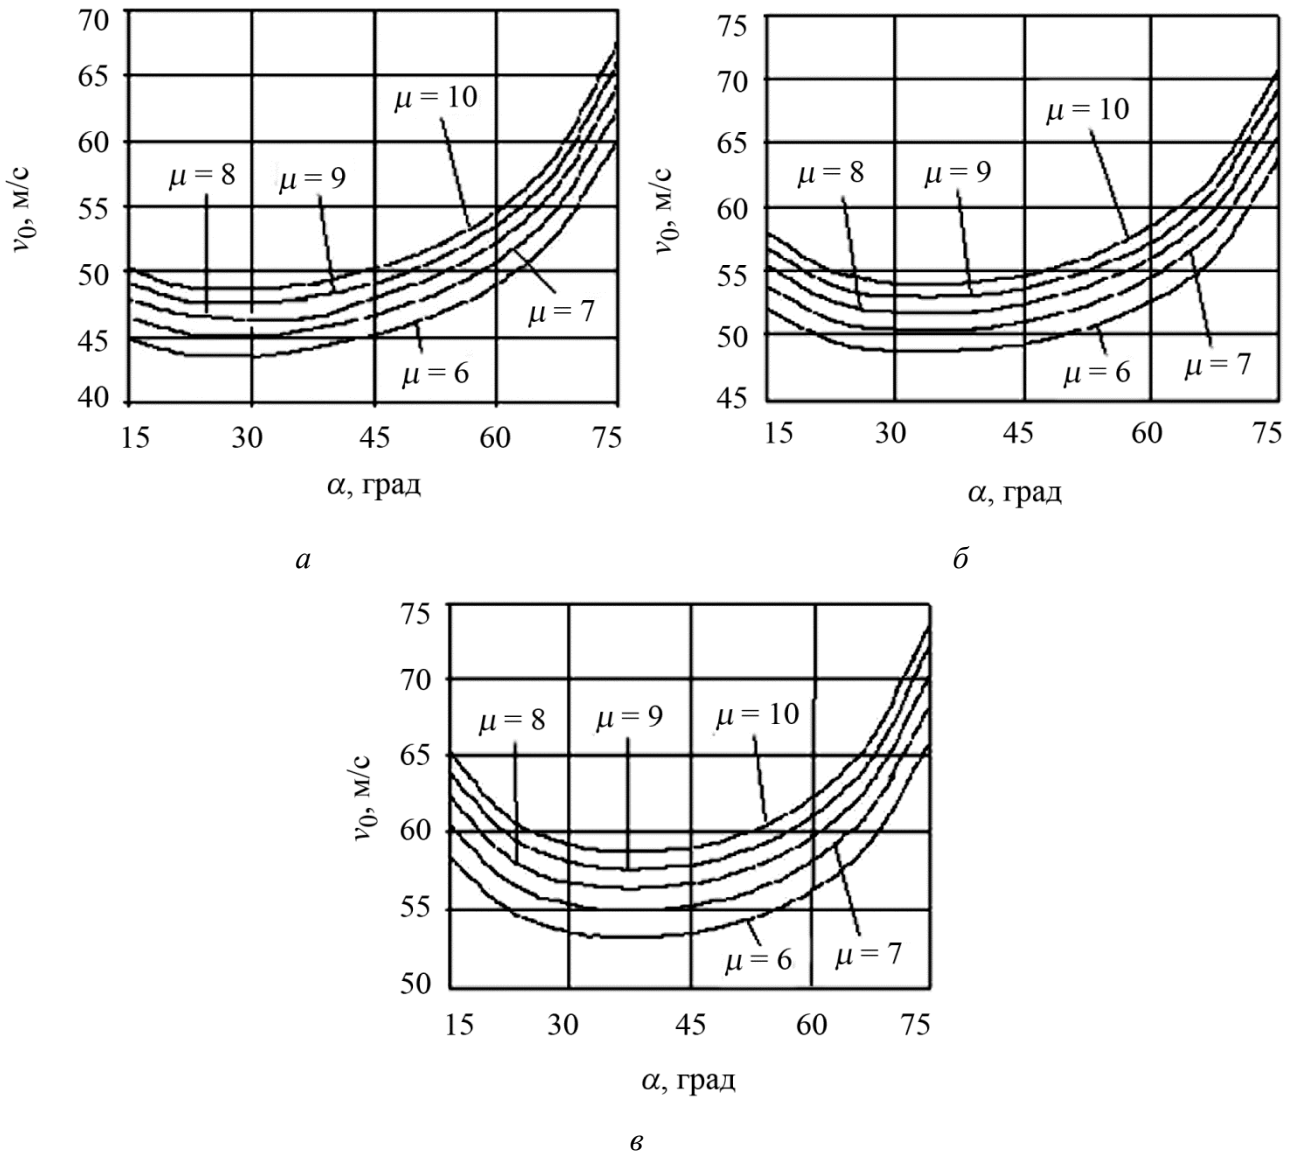 70
65
60
55
50
45
40
v₀, м/с
μ = 10
μ = 8
μ = 9
μ = 7
μ = 6
15 30 45 60 75
α, град
а
75
70
65
60
55
50
45
v₀, м/с
μ = 10
μ = 8
μ = 9
μ = 7
μ = 6
15 30 45 60 75
α, град
б
75
70
65
60
55
50
v₀, м/с
μ = 8
μ = 9
μ = 10
μ = 6
μ = 7
15 30 45 60 75
α, град
в